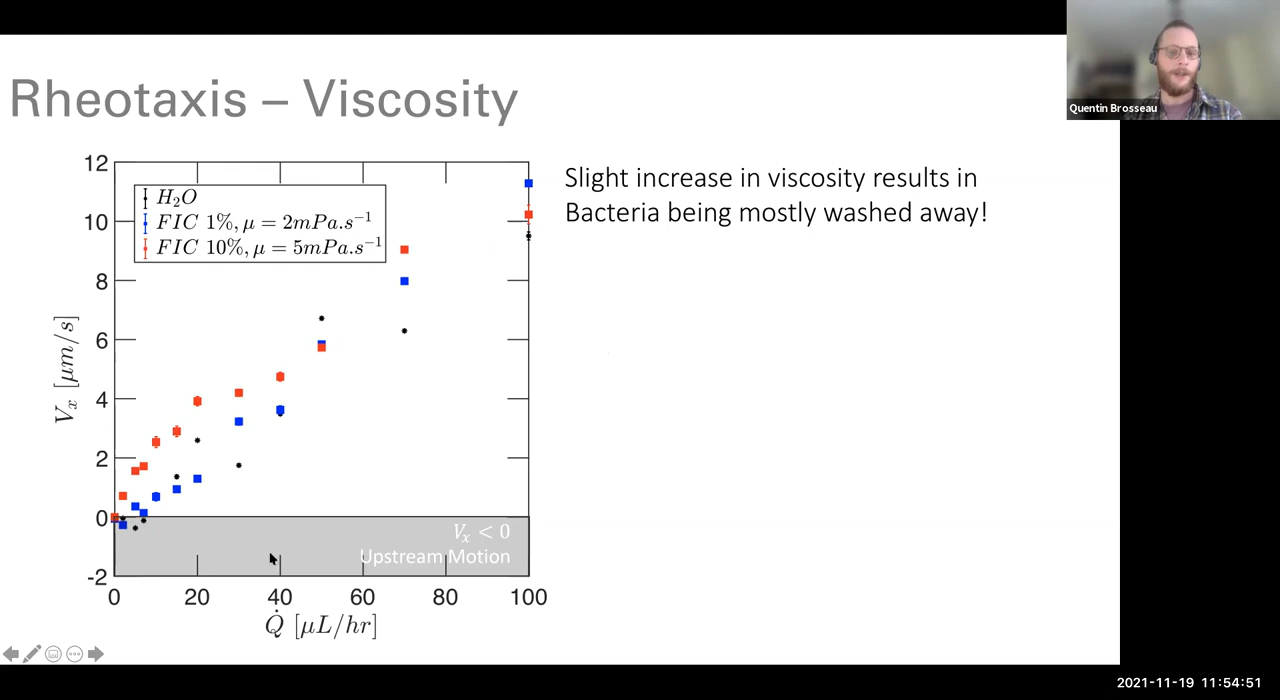 Quentin Brosseau
Rheotaxis – Viscosity
Slight increase in viscosity results in
Bacteria being mostly washed away!
12
10
8
6
4
2
0
-2
H₂O
FIC 1%, μ = 2mPa.s⁻¹
FIC 10%, μ = 5mPa.s⁻¹
Vₓ [μm/s]
Vₓ < 0
Upstream Motion
0 20 40 60 80 100
Q̇ [μL/hr]
2021-11-19 11:54:51